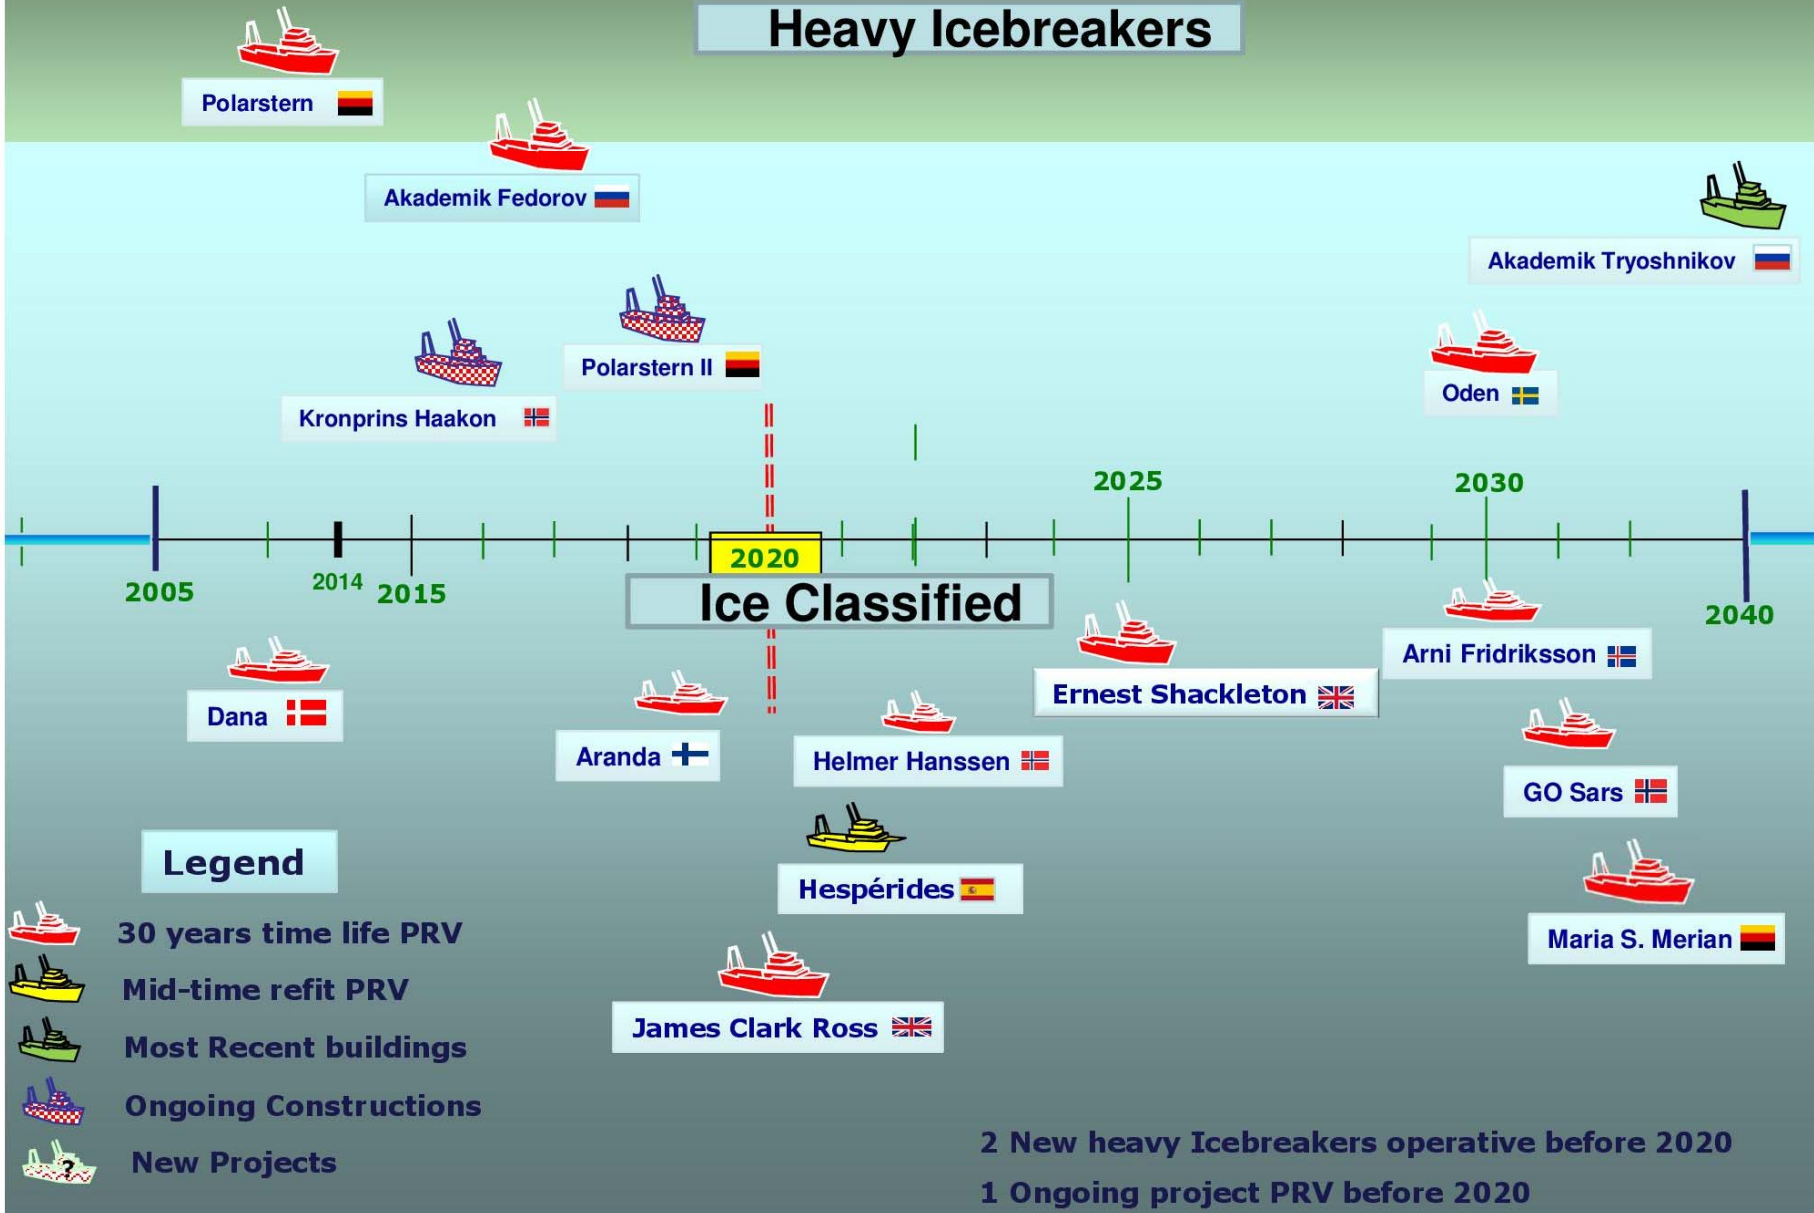 Heavy Icebreakers
Polarstern
Akademik Fedorov
Akademik Tryoshnikov
Polarstern II
Kronprins Haakon
Oden
2025
2030
2020
2005
2014
2015
2040
Ice Classified
Arni Fridriksson
Ernest Shackleton
Dana
Aranda
Helmer Hanssen
GO Sars
Hespérides
Maria S. Merian
James Clark Ross
Legend
30 years time life PRV
Mid-time refit PRV
Most Recent buildings
Ongoing Constructions
?
New Projects
2 New heavy Icebreakers operative before 2020
1 Ongoing project PRV before 2020